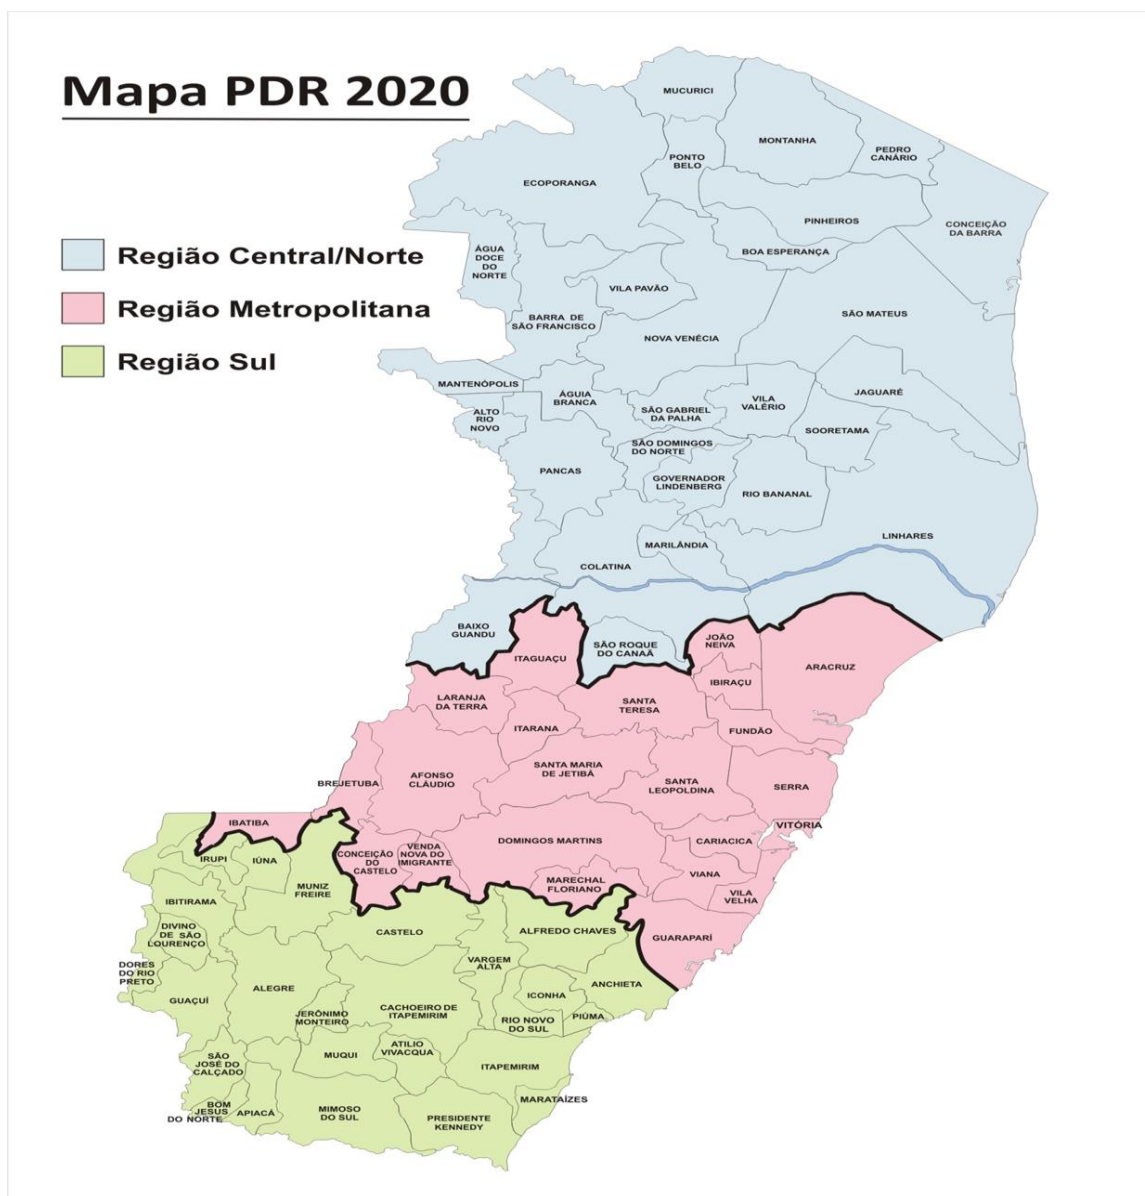 Mapa PDR 2020
Região Central/Norte
Região Metropolitana
Região Sul
MUCURICI
MONTANHA
PEDRO
CANÁRIO
PONTO
BELO
ECOPORANGA
PINHEIROS
CONCEIÇÃO
DA BARRA
BOA ESPERANÇA
ÁGUA
DOCE
DO
NORTE
VILA PAVÃO
BARRA DE
SÃO FRANCISCO
SÃO MATEUS
NOVA VENÉCIA
MANTENÓPOLIS
ÁGUIA
BRANCA
JAGUARÉ
ALTO
RIO
NOVO
SÃO GABRIEL
DA PALHA
VILA
VALÉRIO
SOORETAMA
SÃO DOMINGOS
DO NORTE
PANCAS
GOVERNADOR
LINDENBERG
RIO BANANAL
LINHARES
MARILÂNDIA
COLATINA
BAIXO
GUANDU
SÃO ROQUE
DO CANAÃ
JOÃO
NEIVA
ITAGUAÇU
ARACRUZ
IBIRAÇU
LARANJA
DA TERRA
SANTA
TERESA
ITARANA
FUNDÃO
SANTA MARIA
DE JETIBÁ
BREJETUBA
AFONSO
CLÁUDIO
SANTA
LEOPOLDINA
SERRA
IBATIBA
VITÓRIA
DOMINGOS MARTINS
CARIACICA
CONCEIÇÃO
DO
CASTELO
VENDA
NOVA DO
IMIGRANTE
IRUPI
IÚNA
MARECHAL
FLORIANO
VIANA
MUNIZ
FREIRE
VILA
VELHA
IBITIRAMA
CASTELO
ALFREDO CHAVES
GUARAPARÍ
DIVINO
DE SÃO
LOURENÇO
VARGEM
ALTA
DORES
DO RIO
PRETO
ANCHIETA
ALEGRE
ICONHA
GUAÇUÍ
CACHOEIRO DE
ITAPEMIRIM
JERÔNIMO
MONTEIRO
RIO NOVO
DO SUL
PIÚMA
ATILIO
VIVACQUA
MUQUI
SÃO
JOSÉ DO
CALÇADO
ITAPEMIRIM
MARATAÍZES
BOM
JESUS
DO NORTE
APIACÁ
MIMOSO
DO SUL
PRESIDENTE
KENNEDY